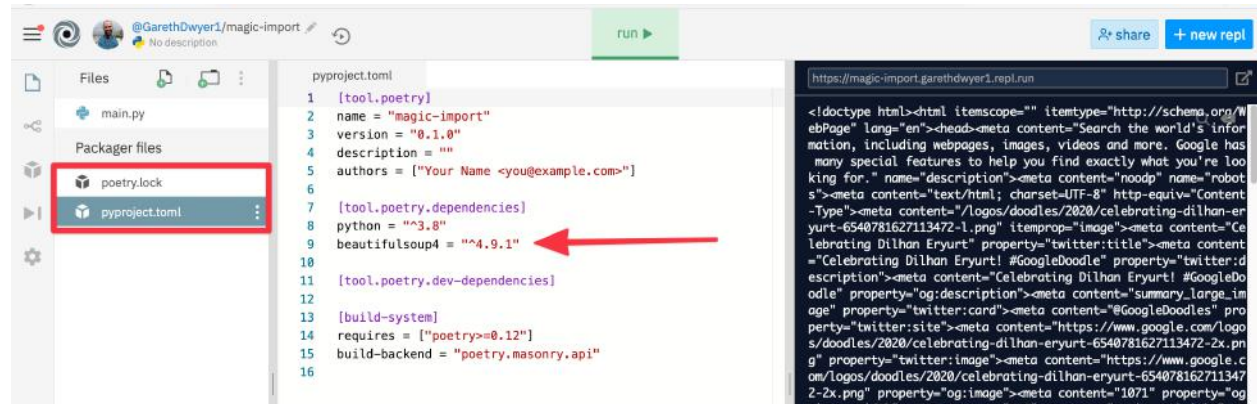 @GarethDwyer1/magic-import
No description
run
share
+ new repl
Files
main.py
Packager files
poetry.lock
pyproject.toml
pyproject.toml
1 [tool.poetry]
2 name = "magic-import"
3 version = "0.1.0"
4 description = ""
5 authors = ["Your Name <you@example.com>"]
6
7 [tool.poetry.dependencies]
8 python = "^3.8"
9 beautifulsoup4 = "^4.9.1"
10
11 [tool.poetry.dev-dependencies]
12
13 [build-system]
14 requires = ["poetry>=0.12"]
15 build-backend = "poetry.masonry.api"
16
https://magic-import.garethdwyer1.repl.run
<!doctype html><html itemscope="" itemtype="http://schema.org/W
ebPage" lang="en"><head><meta content="Search the world's infor
mation, including webpages, images, videos and more. Google has
many special features to help you find exactly what you're loo
king for." name="description"><meta content="noodp" name="robot
s"><meta content="text/html; charset=UTF-8" http-equiv="Content
-Type"><meta content="/logos/doodles/2020/celebrating-dilhan-er
yurt-6540781627113472-l.png" itemprop="image"><meta content="Ce
lebrating Dilhan Eryurt" property="twitter:title"><meta content
="Celebrating Dilhan Eryurt! #GoogleDoodle" property="twitter:d
escription"><meta content="Celebrating Dilhan Eryurt! #GoogleDo
odle" property="og:description"><meta content="summary_large_im
age" property="twitter:card"><meta content="@GoogleDoodles" pro
perty="twitter:site"><meta content="https://www.google.com/logo
s/doodles/2020/celebrating-dilhan-eryurt-6540781627113472-2x.pn
g" property="twitter:image"><meta content="https://www.google.c
om/logos/doodles/2020/celebrating-dilhan-eryurt-654078162711347
2-2x.png" property="og:image"><meta content="1071" property="og